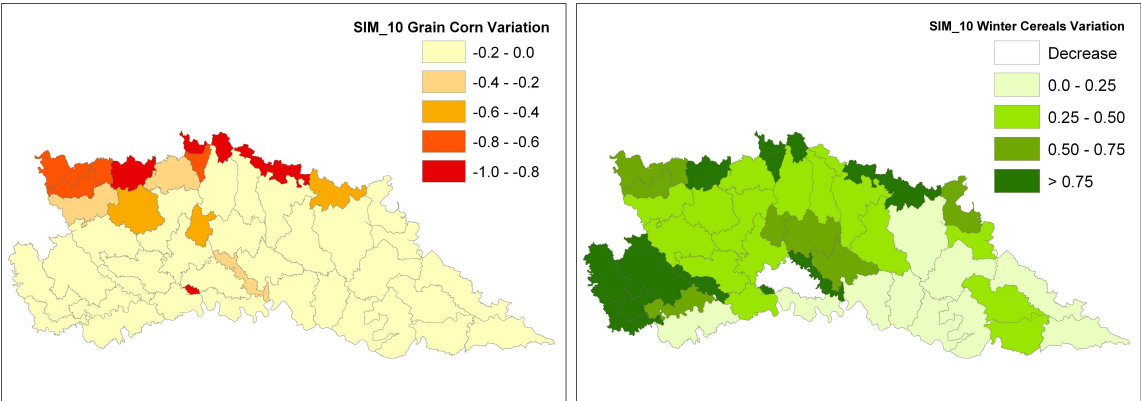 SIM_10 Grain Corn Variation
-0.2 - 0.0
-0.4 - -0.2
-0.6 - -0.4
-0.8 - -0.6
-1.0 - -0.8
SIM_10 Winter Cereals Variation
Decrease
0.0 - 0.25
0.25 - 0.50
0.50 - 0.75
> 0.75